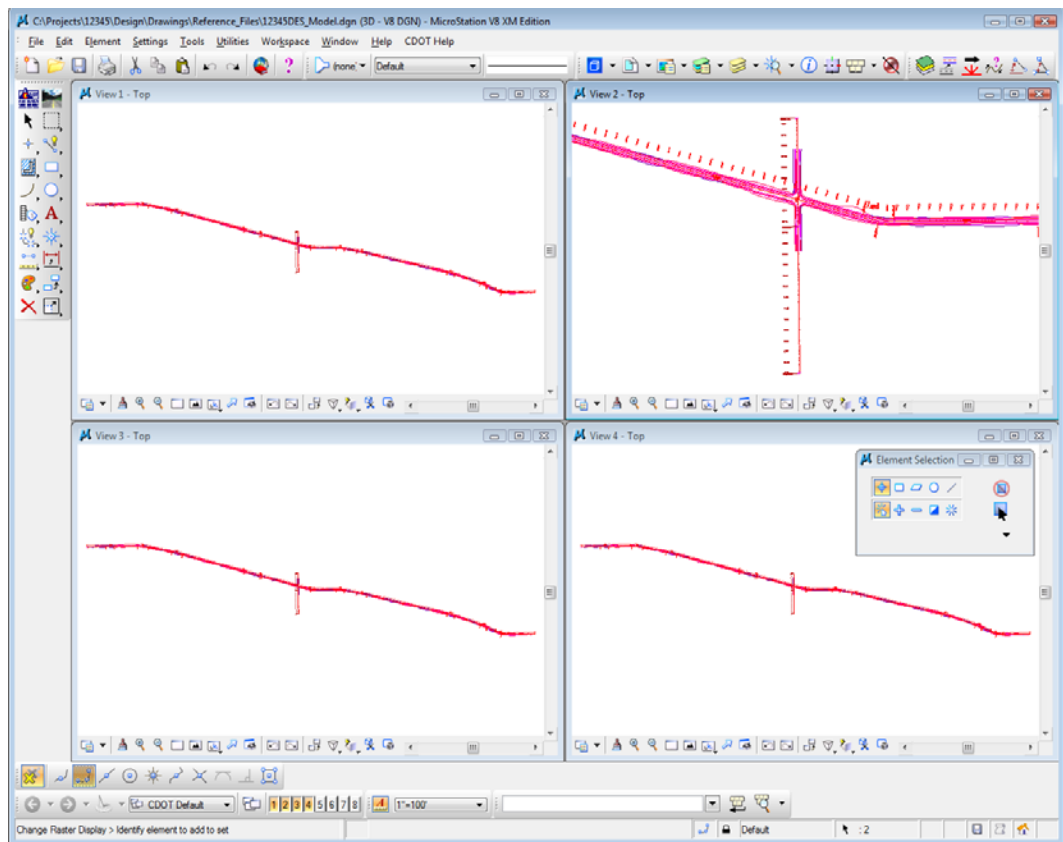 C:\Projects\12345\Design\Drawings\Reference_Files\12345DES_Model.dgn (3D - V8 DGN) - MicroStation V8 XM Edition
File Edit Element Settings Tools Utilities Workspace Window Help CDOT Help
(none) Default
View 1 - Top
View 2 - Top
View 3 - Top
View 4 - Top
Element Selection
CDOT Default 1 2 3 4 5 6 7 8 1"=100'
Change Raster Display > Identify element to add to set Default : 2